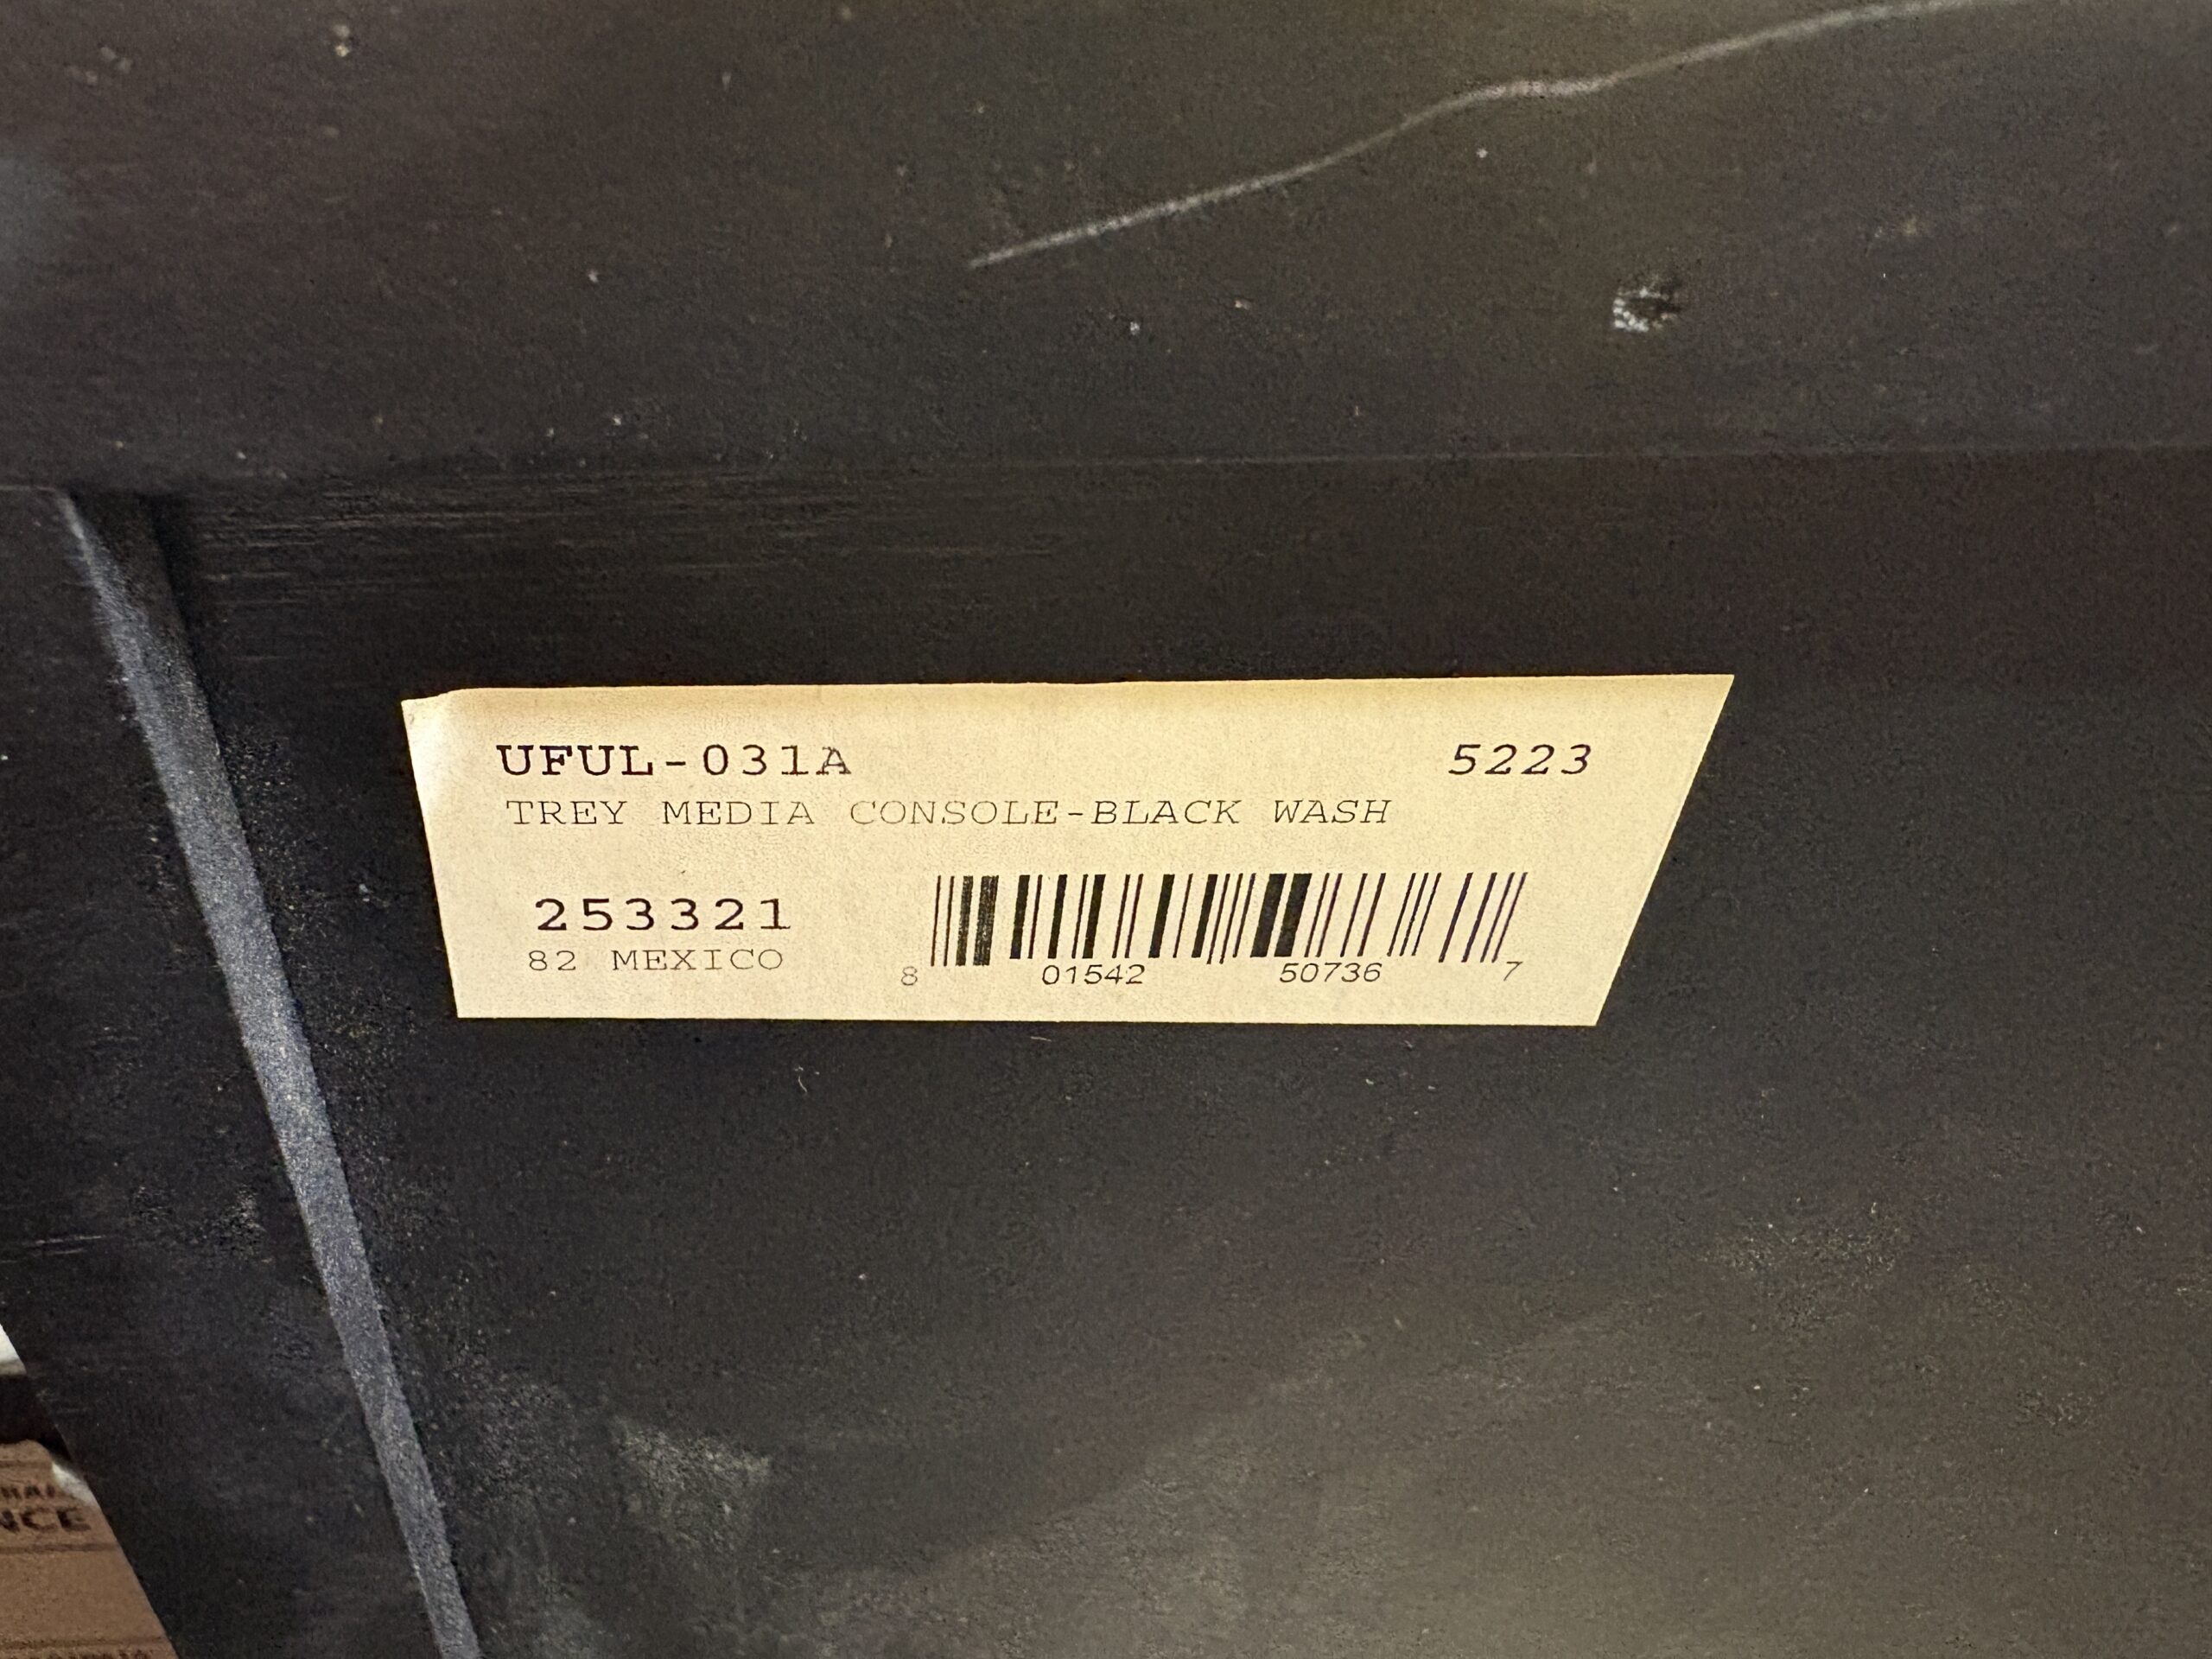 UFUL-031A 5223
TREY MEDIA CONSOLE-BLACK WASH
253321
82 MEXICO
8 01542 50736 7